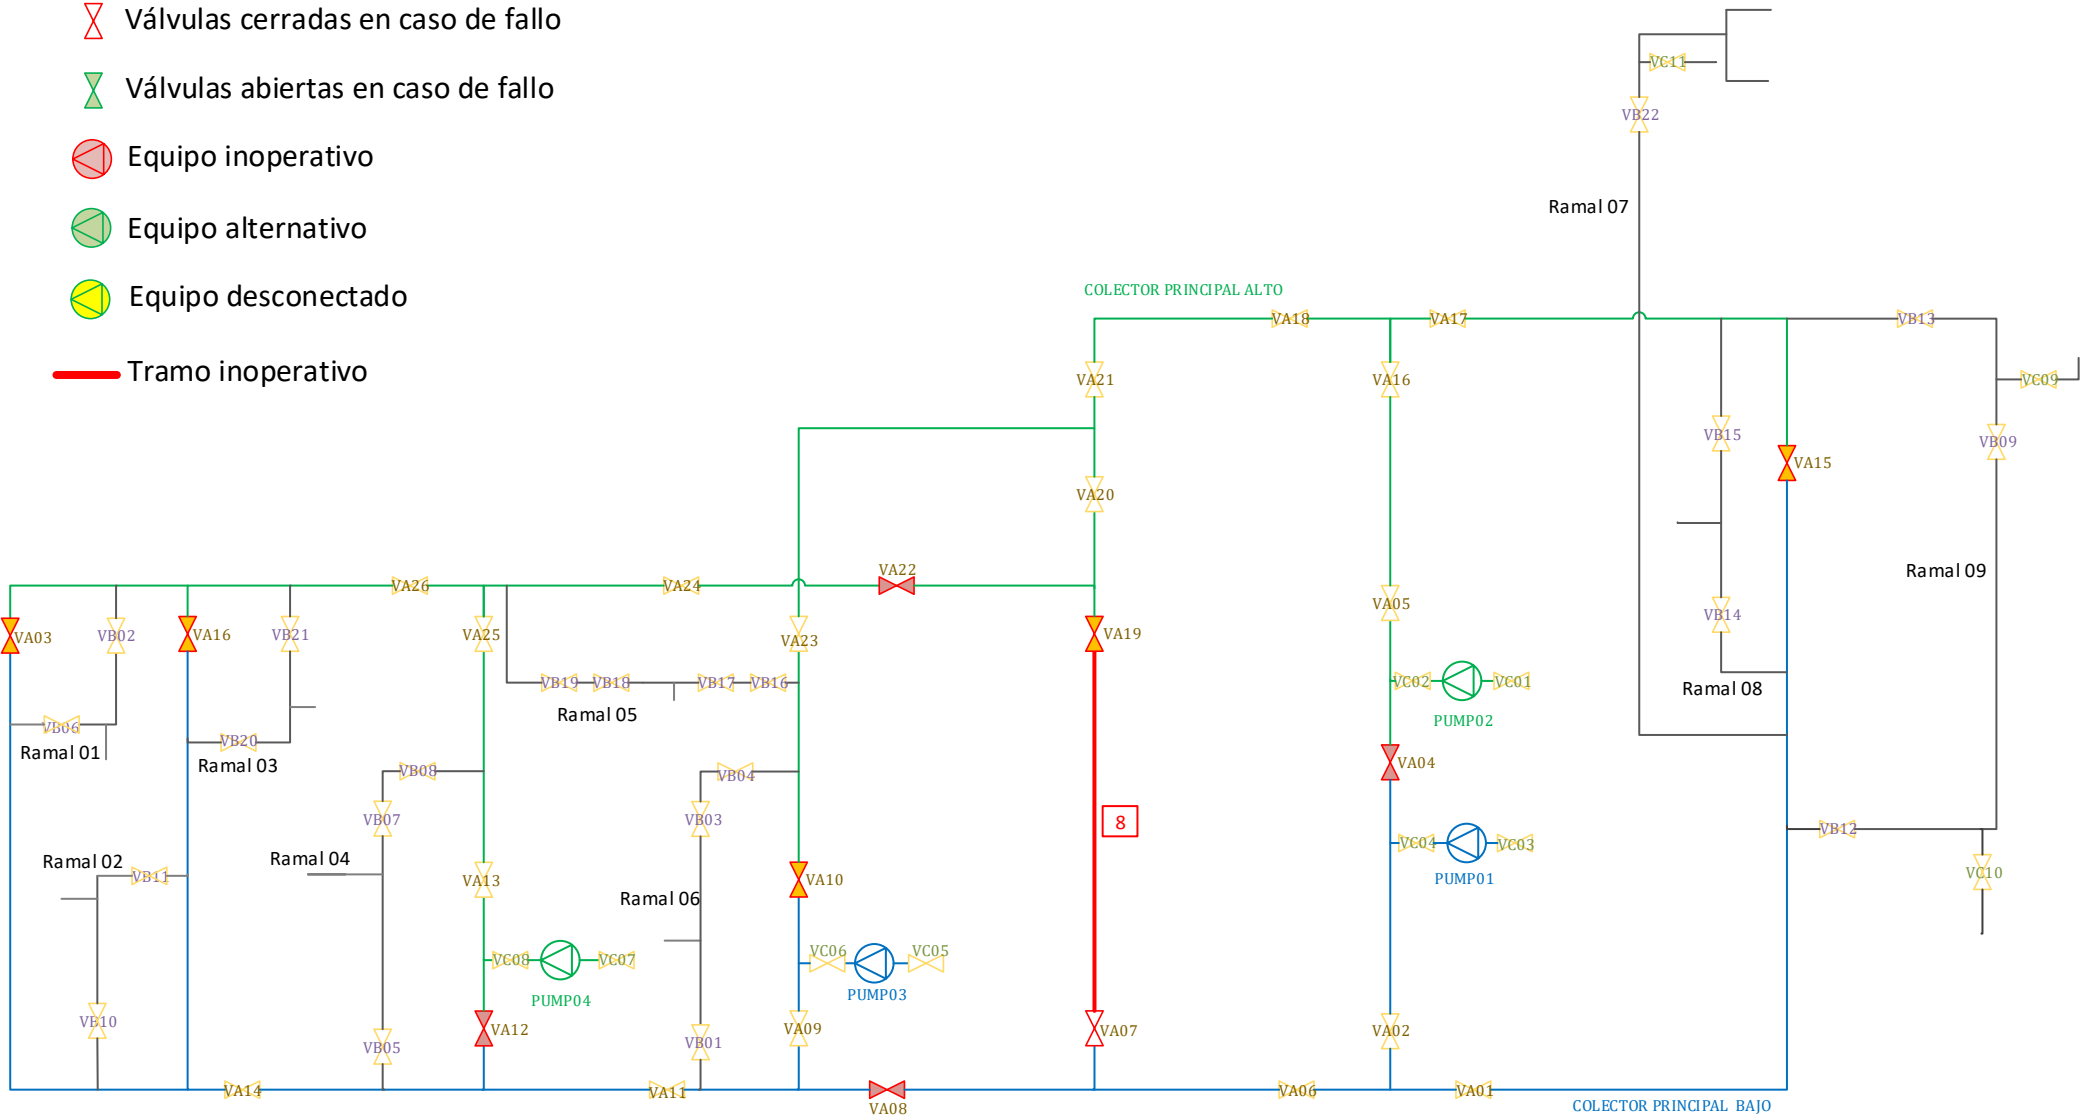 Válvulas cerradas en caso de fallo
Válvulas abiertas en caso de fallo
Equipo inoperativo
Equipo alternativo
Equipo desconectado
Tramo inoperativo
VC11
VB22
Ramal 07
COLECTOR PRINCIPAL ALTO
VA18
VA17
VB13
VA21
VA16
VC09
VB15
VB09
VA15
VA20
VA22
VA26
VA24
VA05
Ramal 09
VB14
VA03
VB02
VA16
VB21
VA25
VA23
VA19
VB19
VB18
VB17
VB16
VC02
VC01
Ramal 08
Ramal 05
PUMP02
VB06
Ramal 01
VB20
Ramal 03
VA04
VB08
VB04
VB07
VB03
8
VB12
VC04
VC03
Ramal 02
Ramal 04
VB11
VA13
VA10
PUMP01
VC10
Ramal 06
VC08
VC07
VC06
VC05
PUMP04
PUMP03
VB10
VA12
VA09
VA07
VA02
VB05
VB01
VA14
VA11
VA08
VA06
VA01
COLECTOR PRINCIPAL BAJO